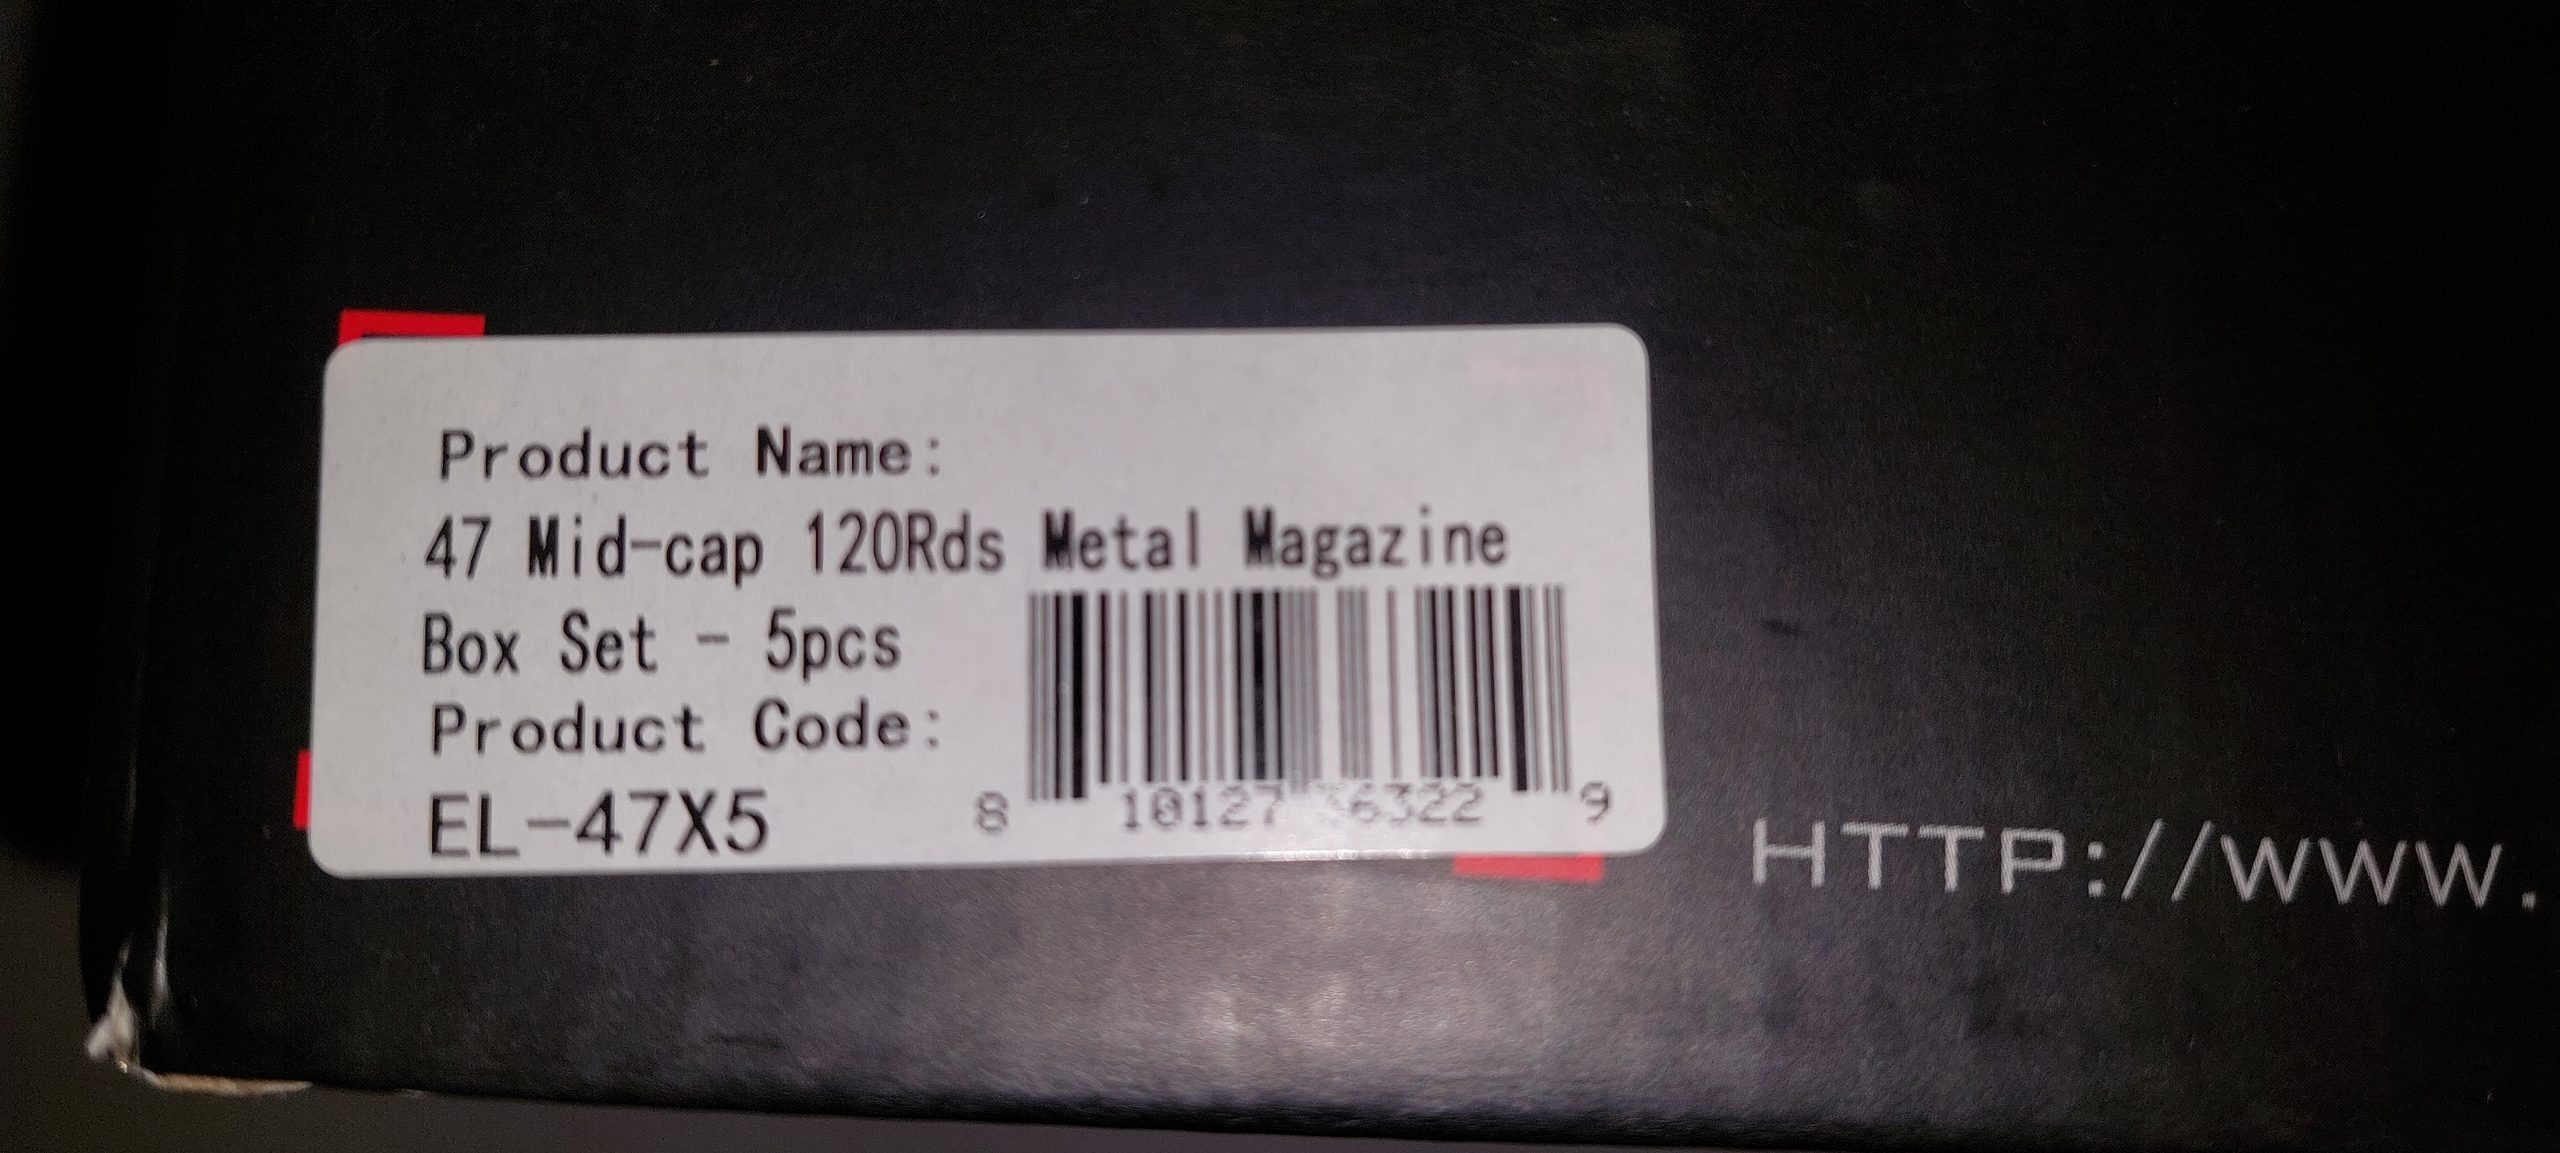 Product Name:
47 Mid-cap 120Rds Metal Magazine
Box Set - 5pcs
Product Code:
EL-47X5
8 10127 36322 9
HTTP://WWW.